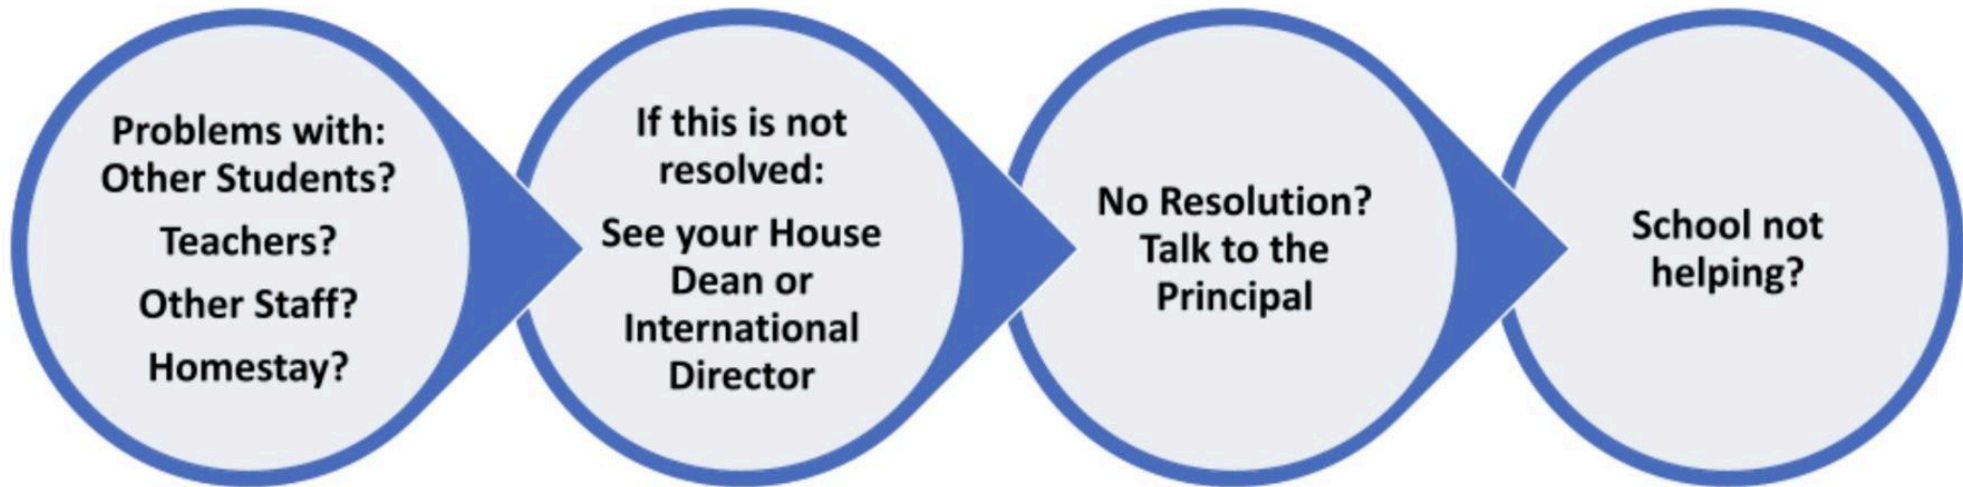 Problems with:
Other Students?
Teachers?
Other Staff?
Homestay?
If this is not
resolved:
See your House
Dean or
International
Director
No Resolution?
Talk to the
Principal
School not
helping?